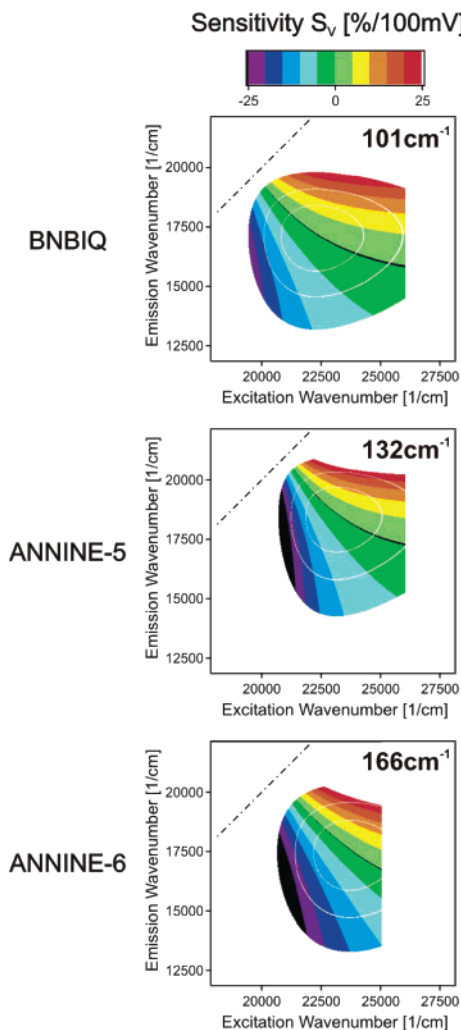 Sensitivity Sv [%/100mV]
-25 0 25
BNBIQ
101cm⁻¹
Emission Wavenumber [1/cm]
20000
17500
15000
12500
20000 22500 25000 27500
Excitation Wavenumber [1/cm]
ANNINE-5
132cm⁻¹
Emission Wavenumber [1/cm]
20000
17500
15000
12500
20000 22500 25000 27500
Excitation Wavenumber [1/cm]
ANNINE-6
166cm⁻¹
Emission Wavenumber [1/cm]
20000
17500
15000
12500
20000 22500 25000 27500
Excitation Wavenumber [1/cm]